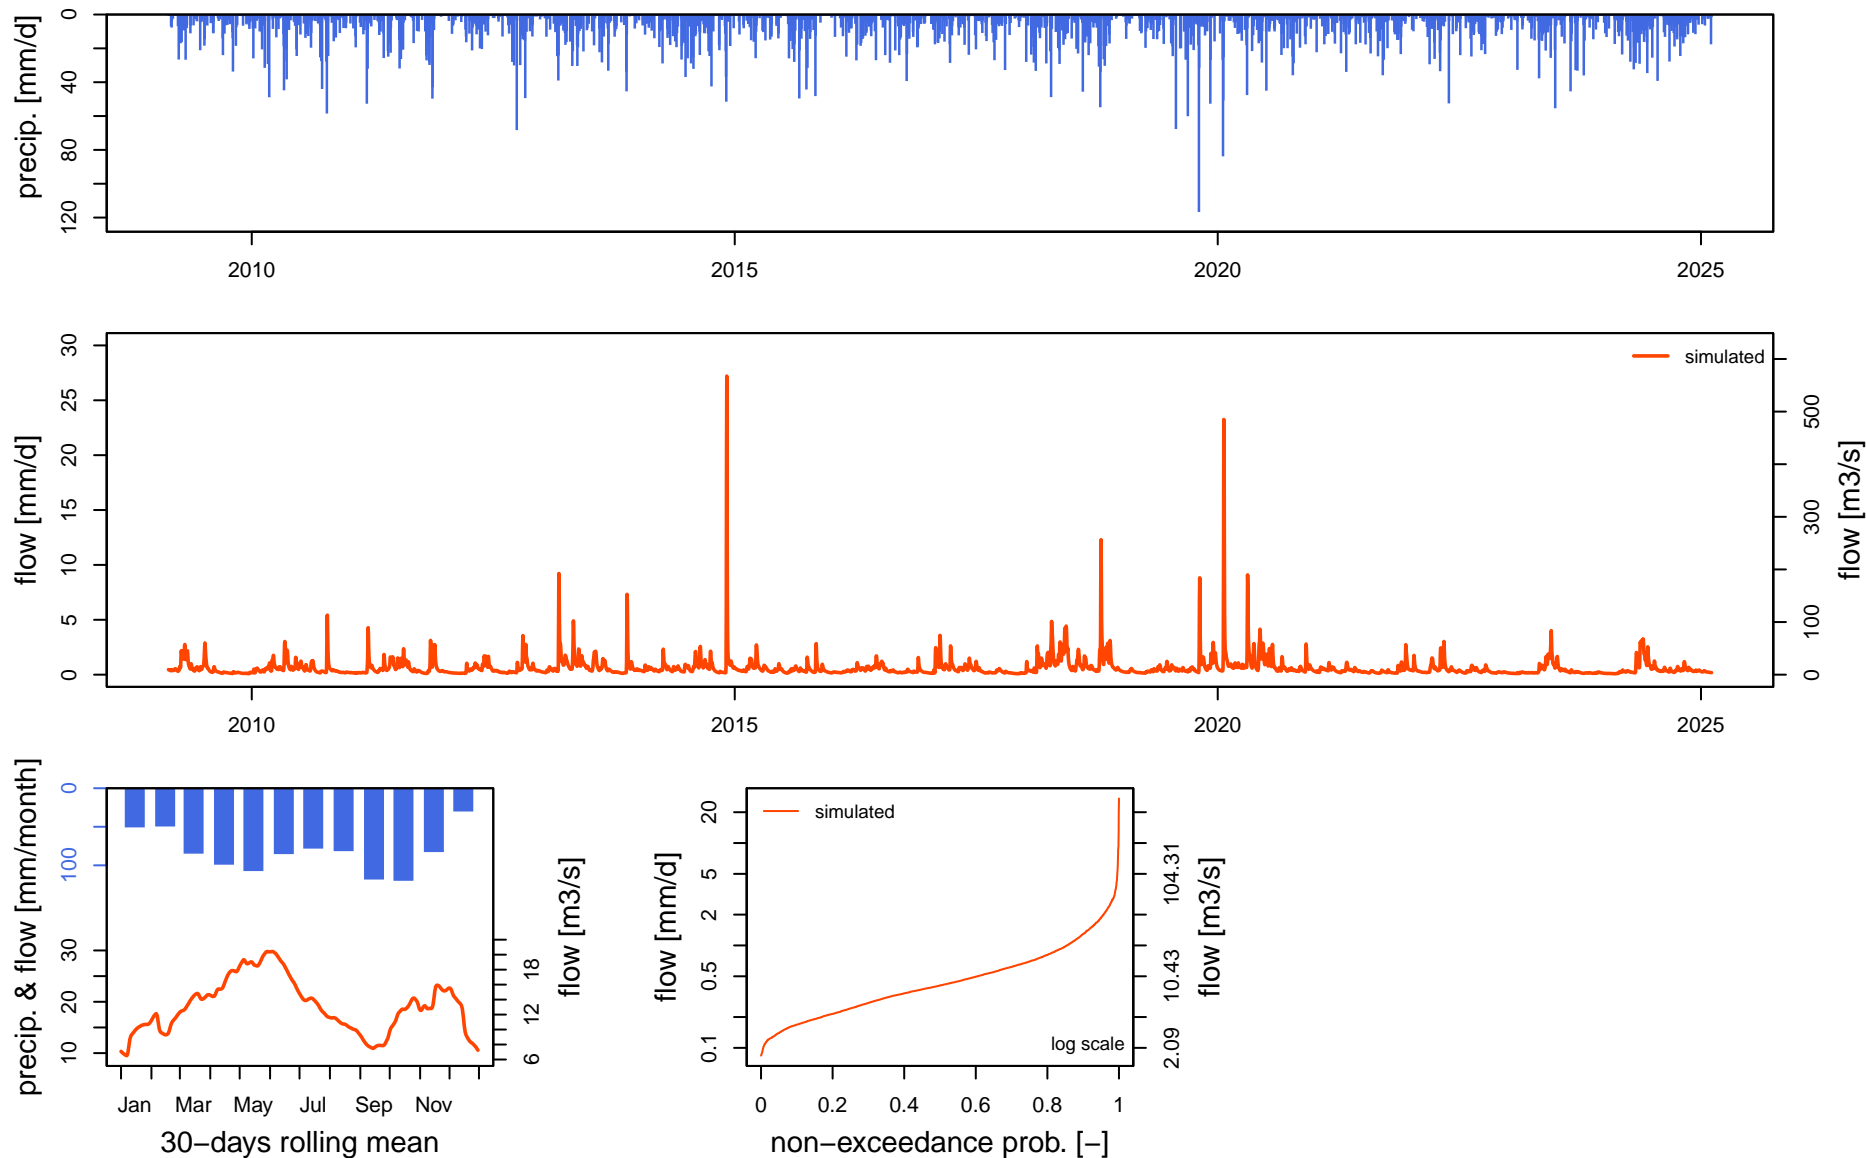 precip. [mm/d]
0
40
80
120
2010 2015 2020 2025
flow [mm/d]
30
25
20
15
10
5
0
simulated
500
300
100
0
flow [m3/s]
2010 2015 2020 2025
precip. & flow [mm/month]
0
100
30
20
10
18
12
6
flow [m3/s]
Jan Mar May Jul Sep Nov
30−days rolling mean
flow [mm/d]
20
5
2
0.5
0.1
simulated
log scale
104.31
10.43
2.09
flow [m3/s]
0 0.2 0.4 0.6 0.8 1
non−exceedance prob. [−]